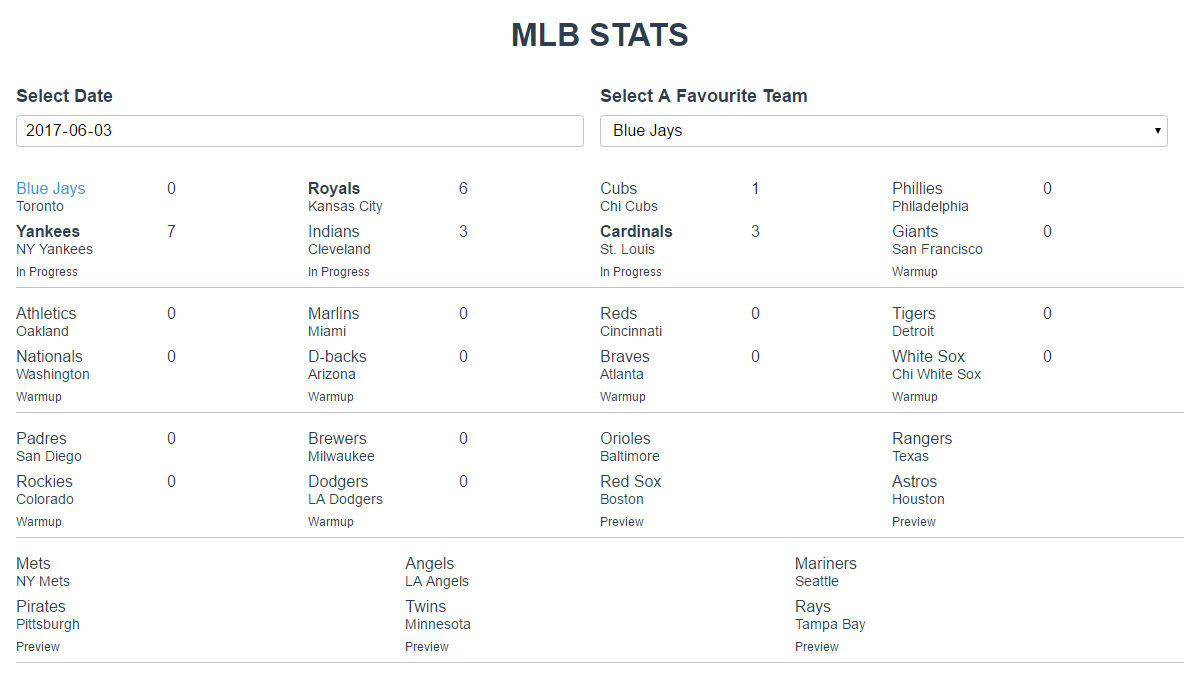 MLB STATS
Select Date
Select A Favourite Team
2017-06-03
Blue Jays
Blue Jays 0
Toronto
Yankees 7
NY Yankees
In Progress
Royals 6
Kansas City
Indians 3
Cleveland
In Progress
Cubs 1
Chi Cubs
Cardinals 3
St. Louis
In Progress
Phillies 0
Philadelphia
Giants 0
San Francisco
Warmup
Athletics 0
Oakland
Nationals 0
Washington
Warmup
Marlins 0
Miami
D-backs 0
Arizona
Warmup
Reds 0
Cincinnati
Braves 0
Atlanta
Warmup
Tigers 0
Detroit
White Sox 0
Chi White Sox
Warmup
Padres 0
San Diego
Rockies 0
Colorado
Warmup
Brewers 0
Milwaukee
Dodgers 0
LA Dodgers
Warmup
Orioles
Baltimore
Red Sox
Boston
Preview
Rangers
Texas
Astros
Houston
Preview
Mets
NY Mets
Pirates
Pittsburgh
Preview
Angels
LA Angels
Twins
Minnesota
Preview
Mariners
Seattle
Rays
Tampa Bay
Preview